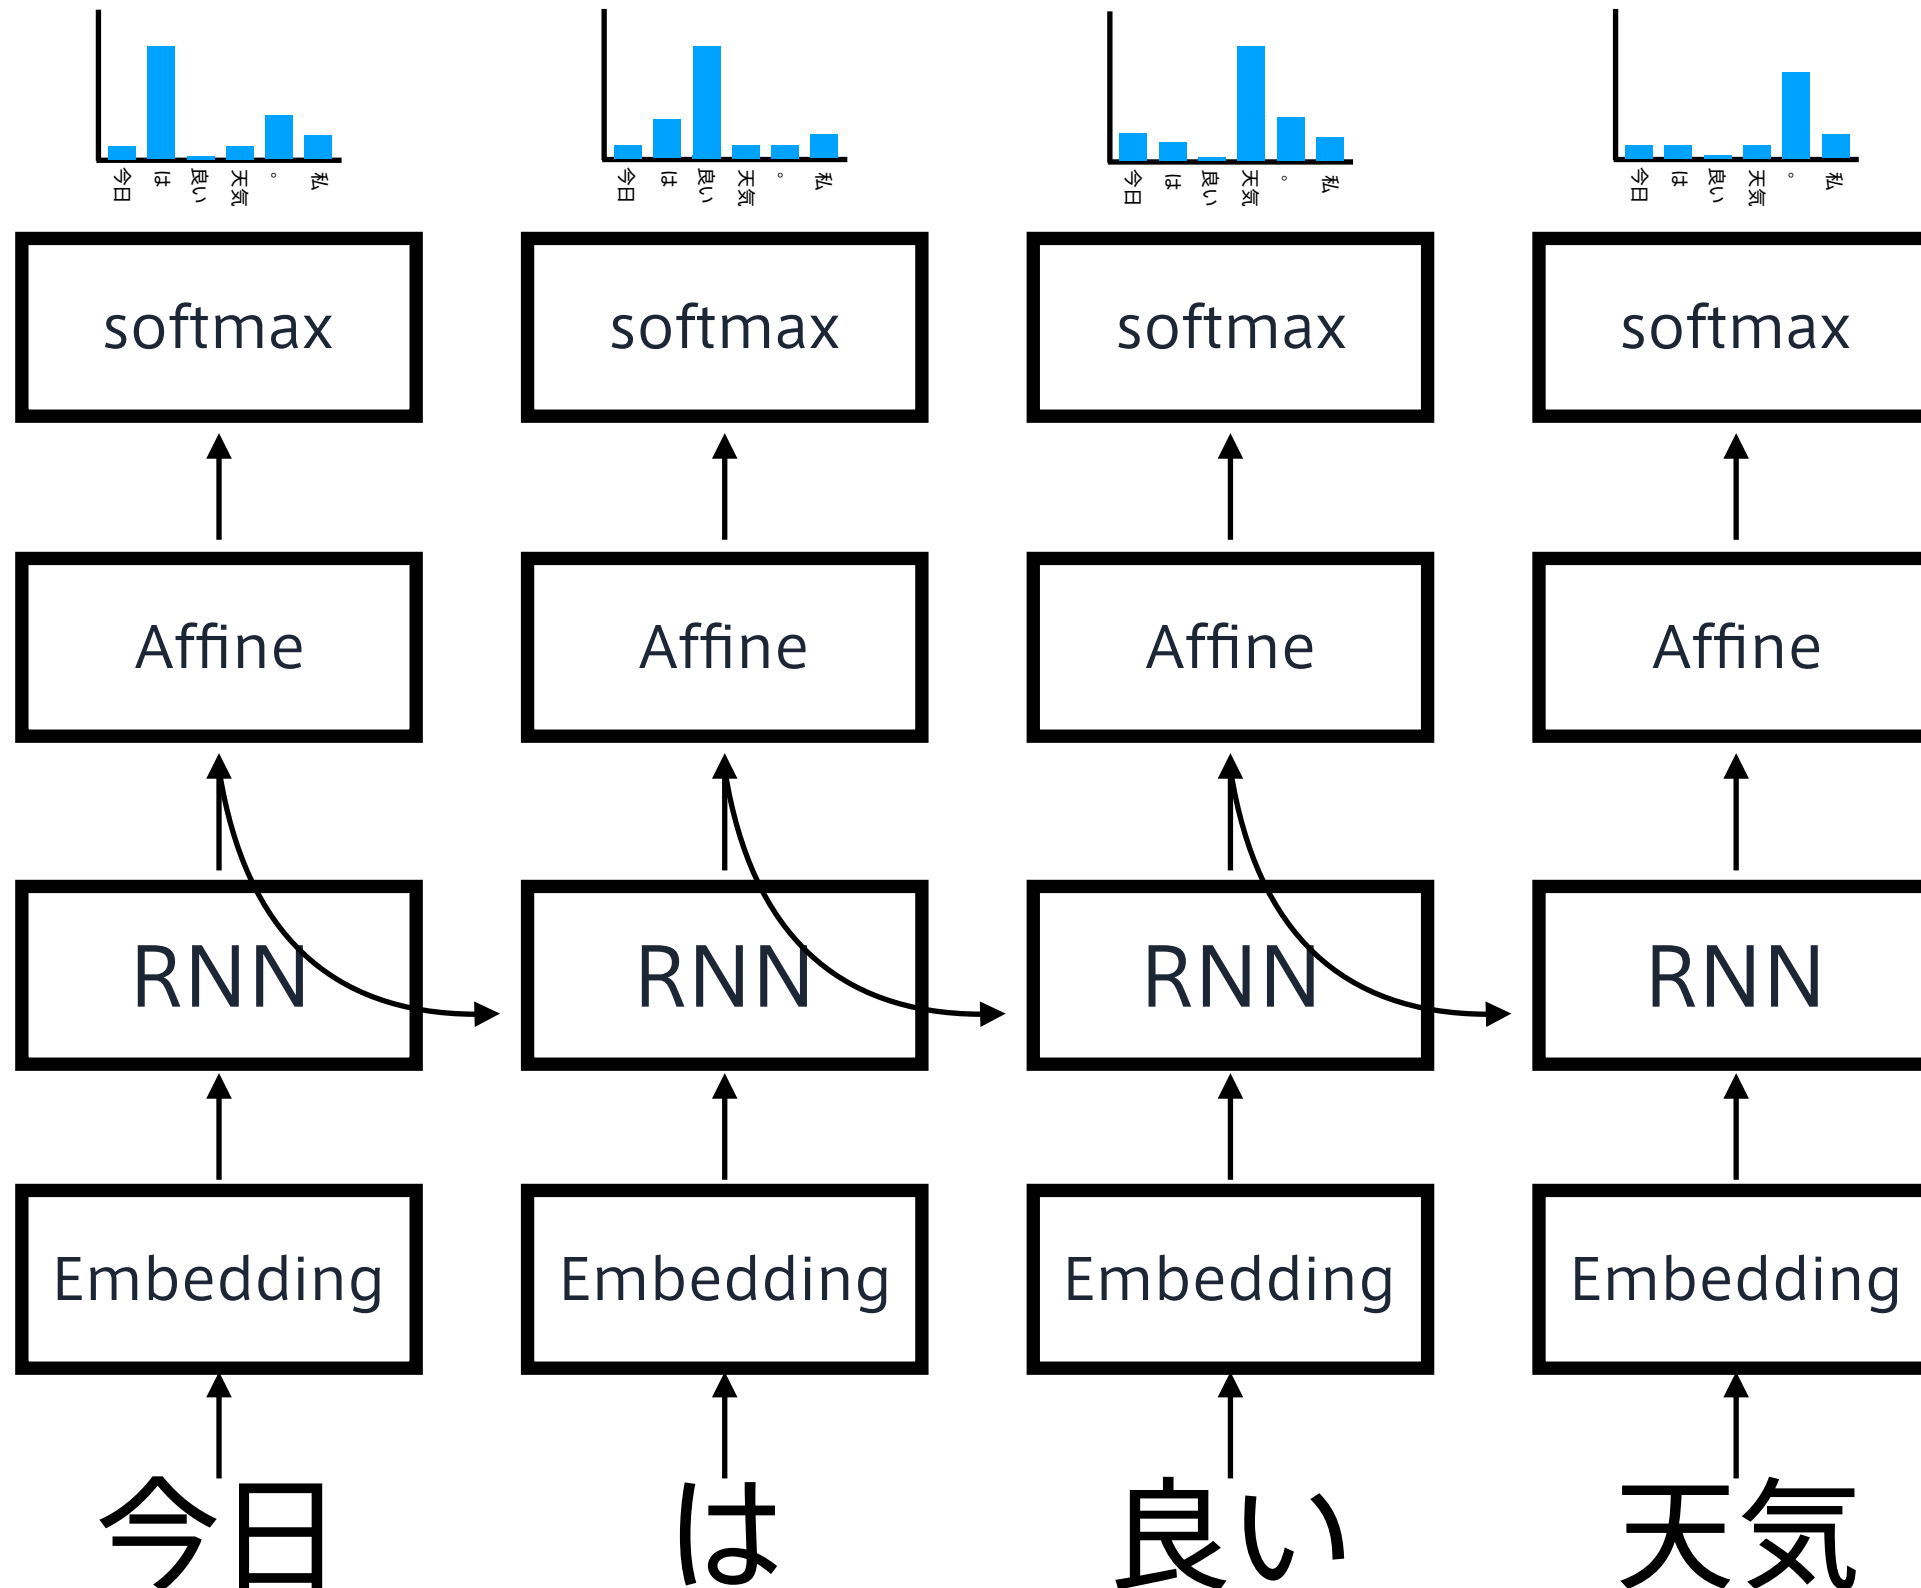 今日 は 良い 天気 。 私
今日 は 良い 天気 。 私
今日 は 良い 天気 。 私
今日 は 良い 天気 。 私
softmax softmax softmax softmax
Affine Affine Affine Affine
RNN RNN RNN RNN
Embedding Embedding Embedding Embedding
今日 は 良い 天気